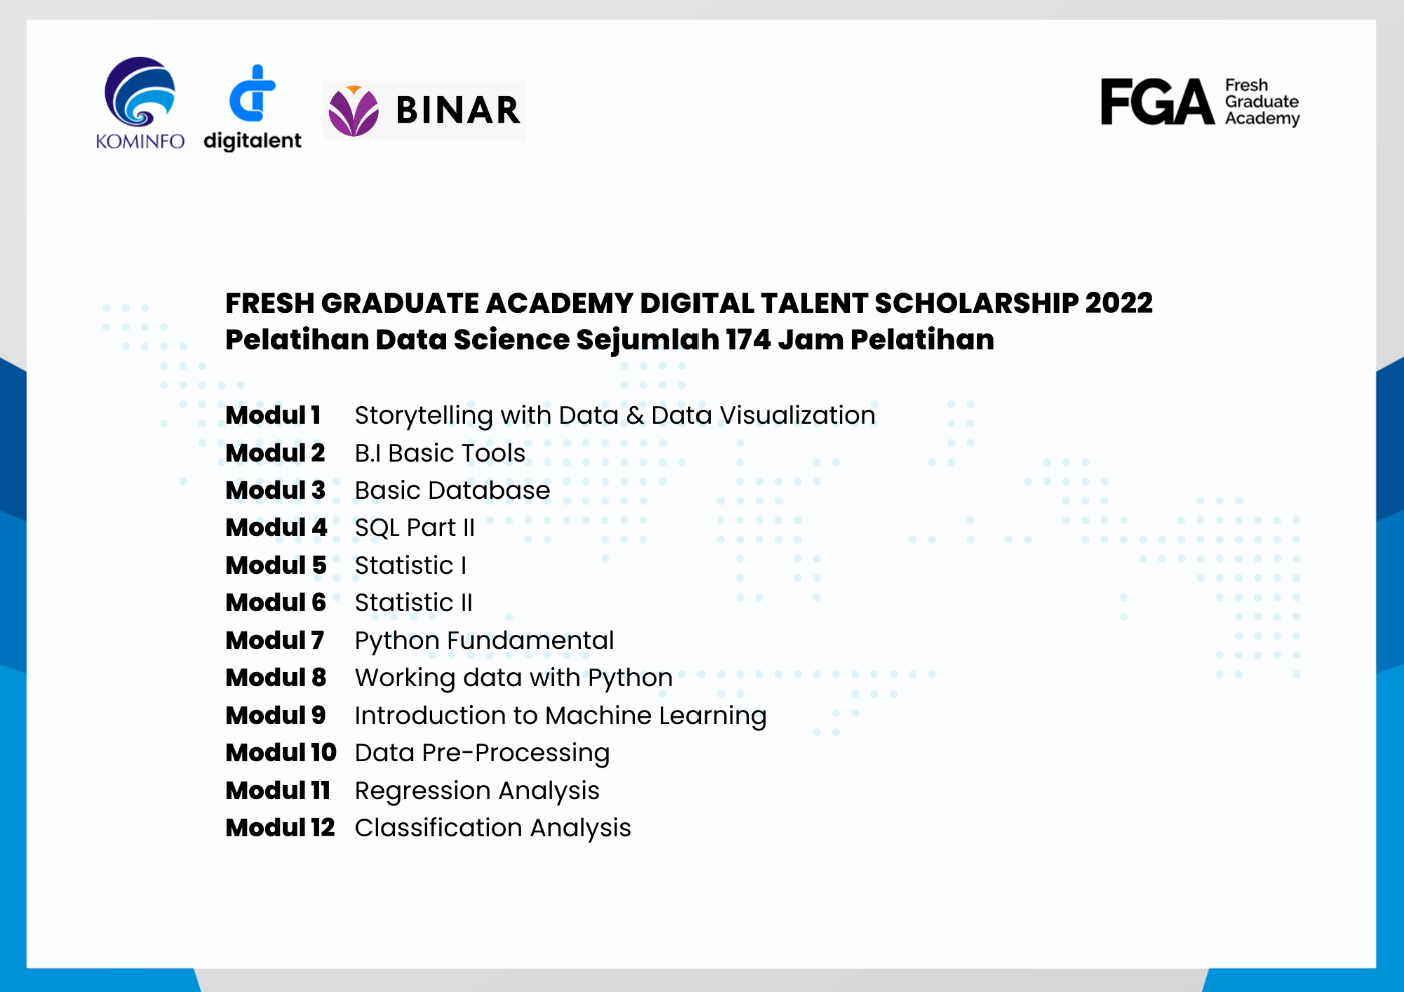 KOMINFO
digitalent
BINAR
FGA
Fresh
Graduate
Academy
FRESH GRADUATE ACADEMY DIGITAL TALENT SCHOLARSHIP 2022
Pelatihan Data Science Sejumlah 174 Jam Pelatihan
Modul 1 Storytelling with Data & Data Visualization
Modul 2 B.I Basic Tools
Modul 3 Basic Database
Modul 4 SQL Part II
Modul 5 Statistic I
Modul 6 Statistic II
Modul 7 Python Fundamental
Modul 8 Working data with Python
Modul 9 Introduction to Machine Learning
Modul 10 Data Pre-Processing
Modul 11 Regression Analysis
Modul 12 Classification Analysis